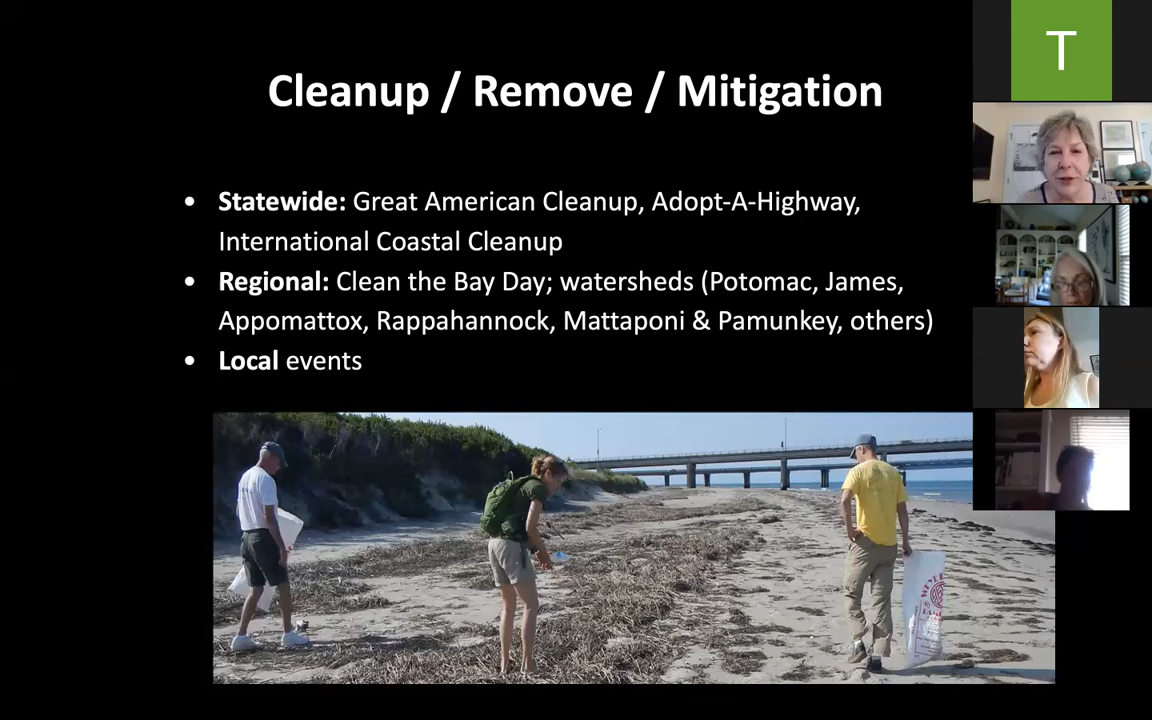 Cleanup / Remove / Mitigation
T
• Statewide: Great American Cleanup, Adopt-A-Highway,
International Coastal Cleanup
• Regional: Clean the Bay Day; watersheds (Potomac, James,
Appomattox, Rappahannock, Mattaponi & Pamunkey, others)
• Local events